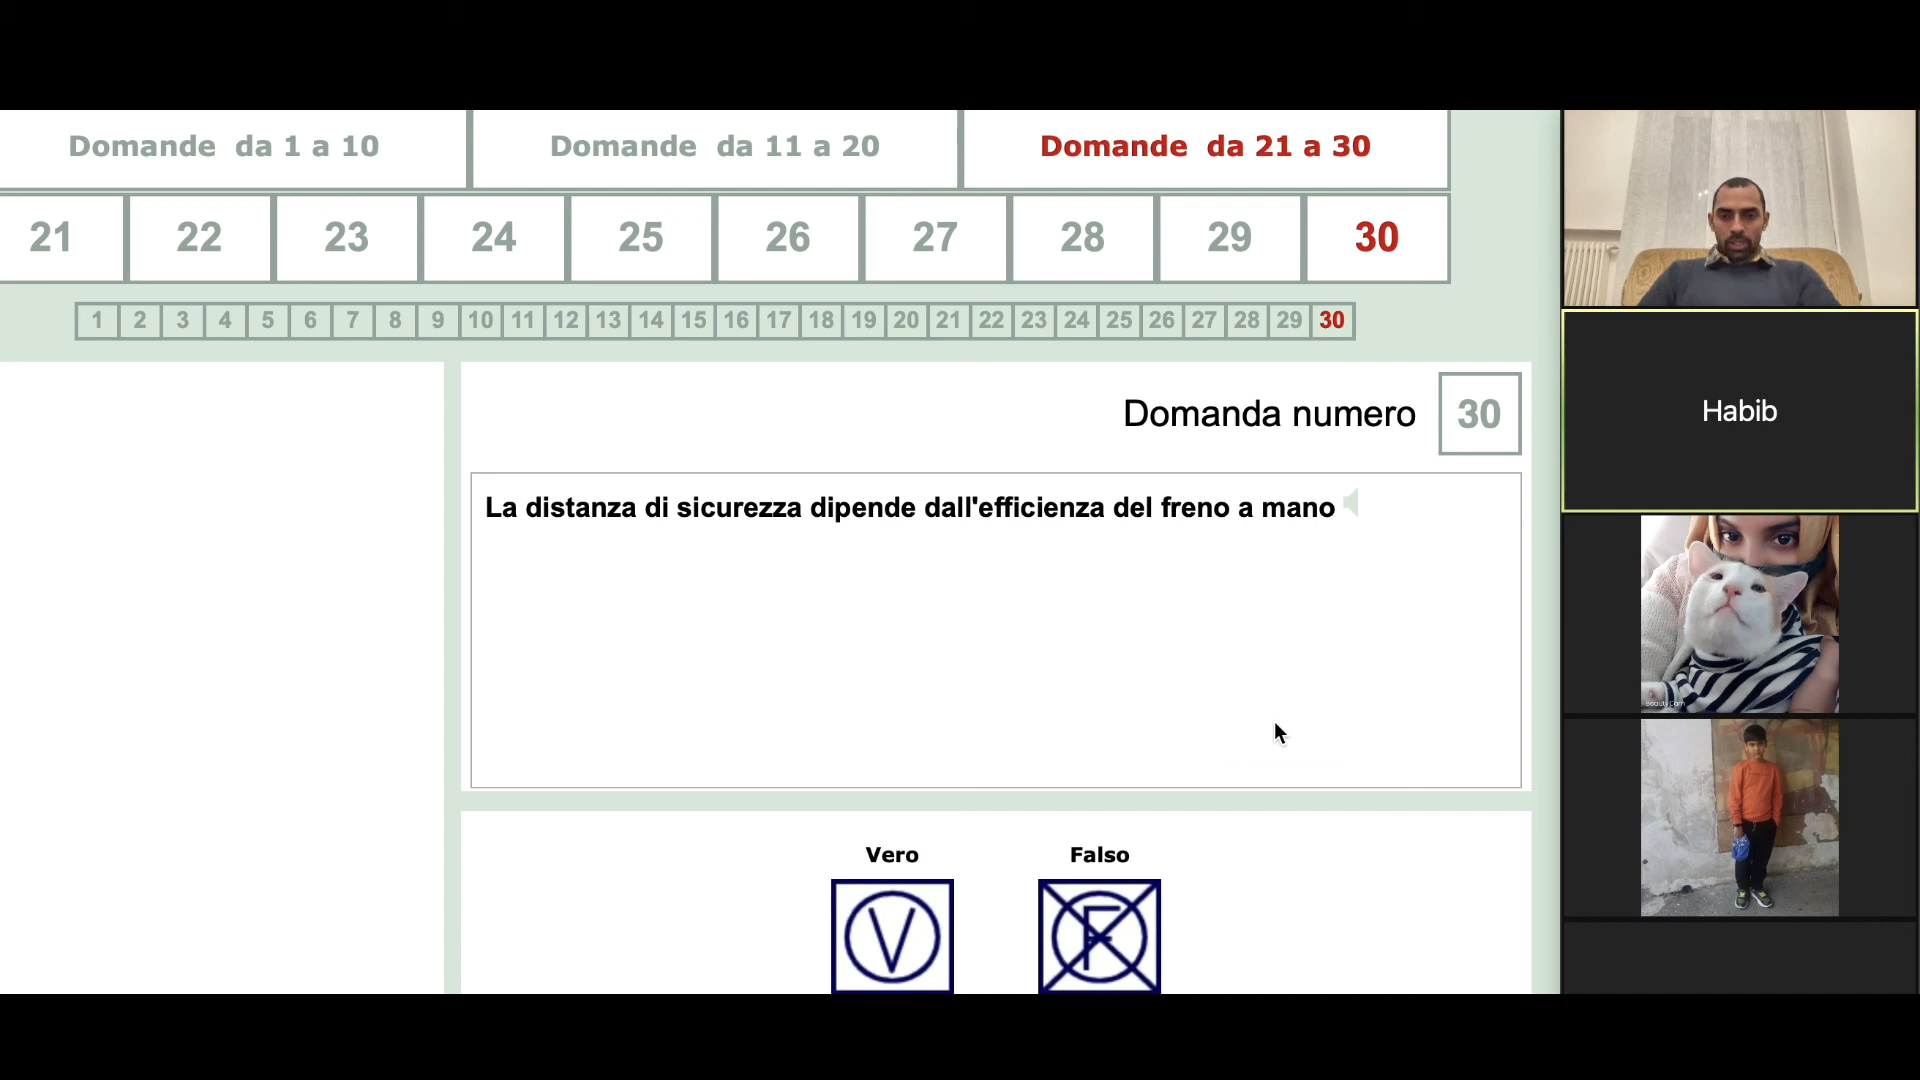 Domande da 1 a 10
Domande da 11 a 20
Domande da 21 a 30
21 22 23 24 25 26 27 28 29 30
1 2 3 4 5 6 7 8 9 10 11 12 13 14 15 16 17 18 19 20 21 22 23 24 25 26 27 28 29 30
Domanda numero 30
La distanza di sicurezza dipende dall'efficienza del freno a mano
Vero
Falso
V
F
Habib
BeautyCam